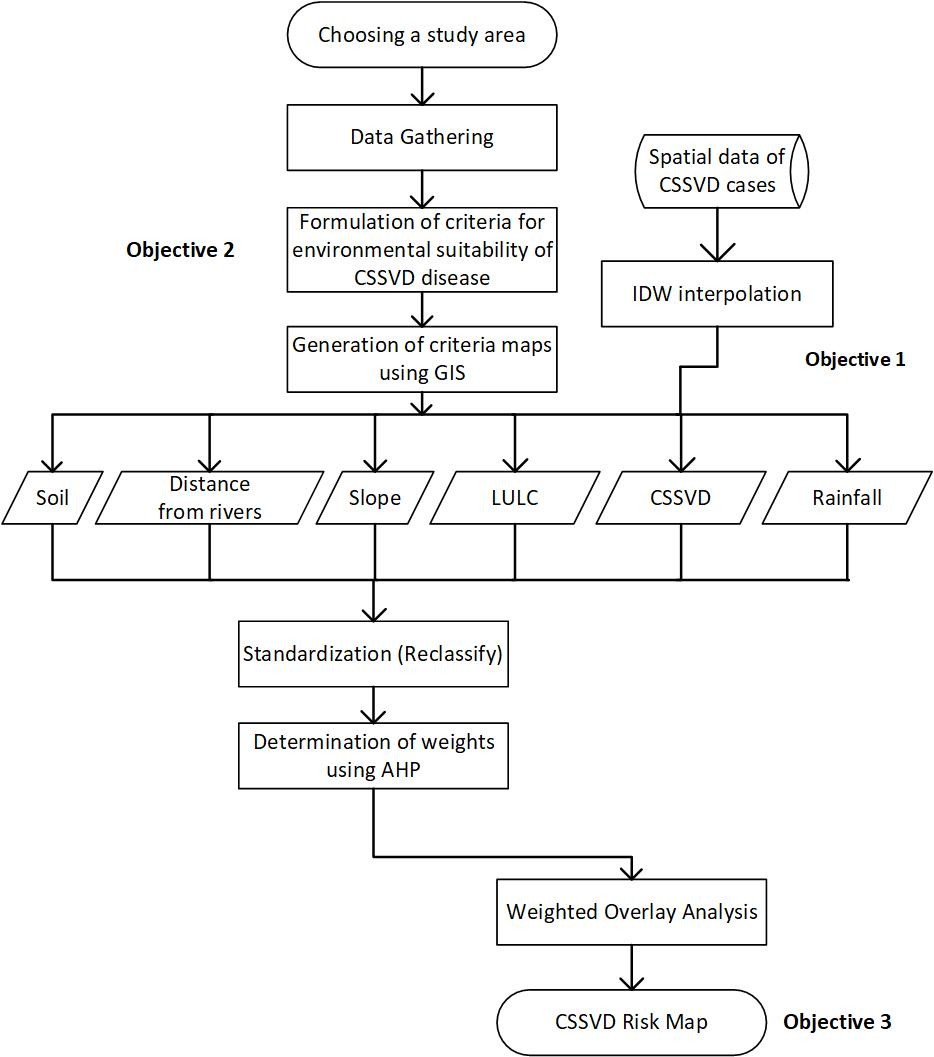 Choosing a study area
Data Gathering
Spatial data of
CSSVD cases
Objective 2
Formulation of criteria for
environmental suitability of
CSSVD disease
IDW interpolation
Generation of criteria maps
using GIS
Objective 1
Soil
Distance
from rivers
Slope
LULC
CSSVD
Rainfall
Standardization (Reclassify)
Determination of weights
using AHP
Weighted Overlay Analysis
CSSVD Risk Map
Objective 3